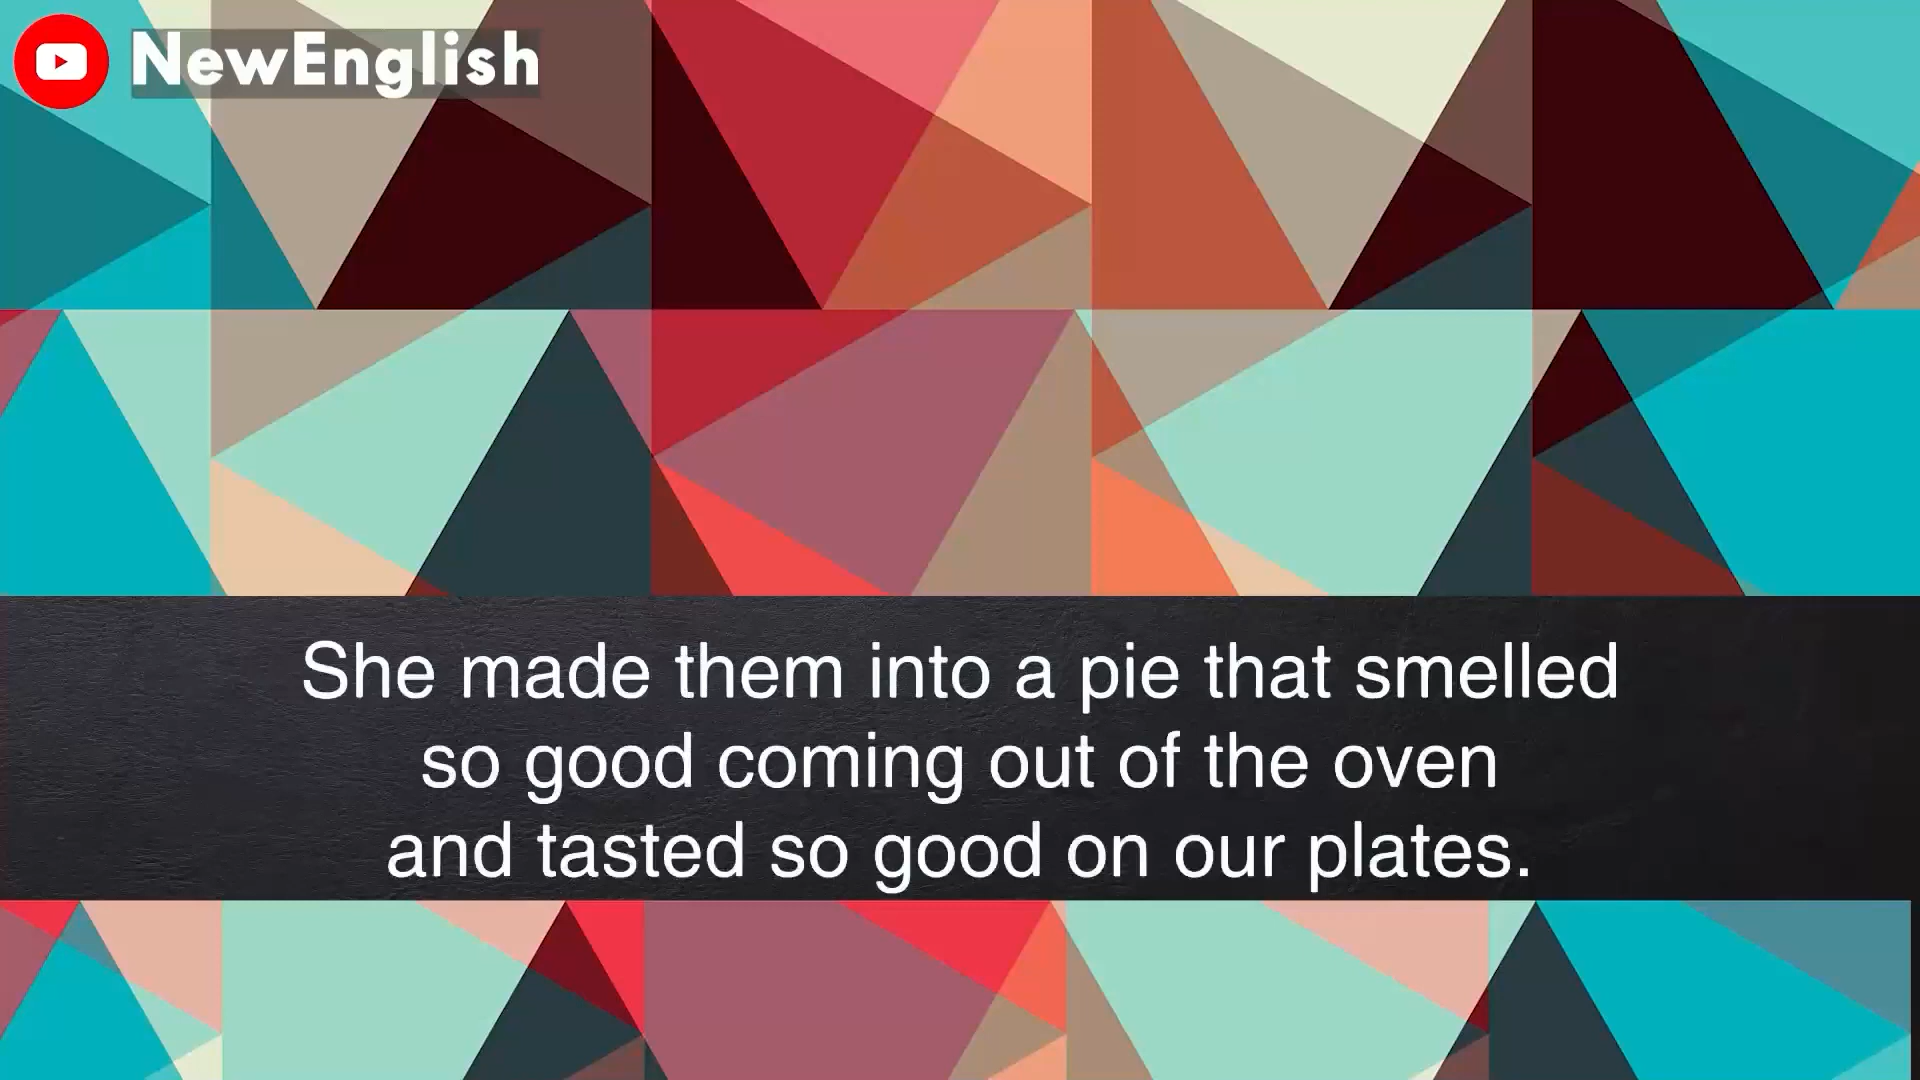 NewEnglish
She made them into a pie that smelled
so good coming out of the oven
and tasted so good on our plates.